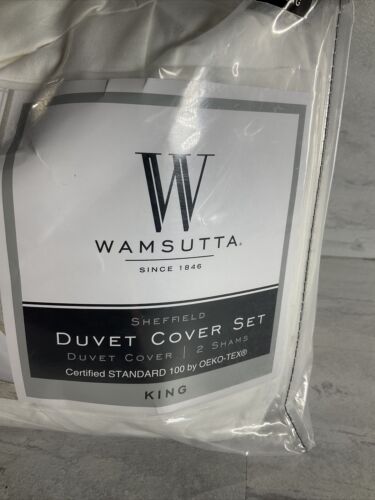 W
WAMSUTTA®
SINCE 1846
SHEFFIELD
DUVET COVER SET
DUVET COVER | 2 SHAMS
Certified STANDARD 100 by OEKO-TEX®
KING